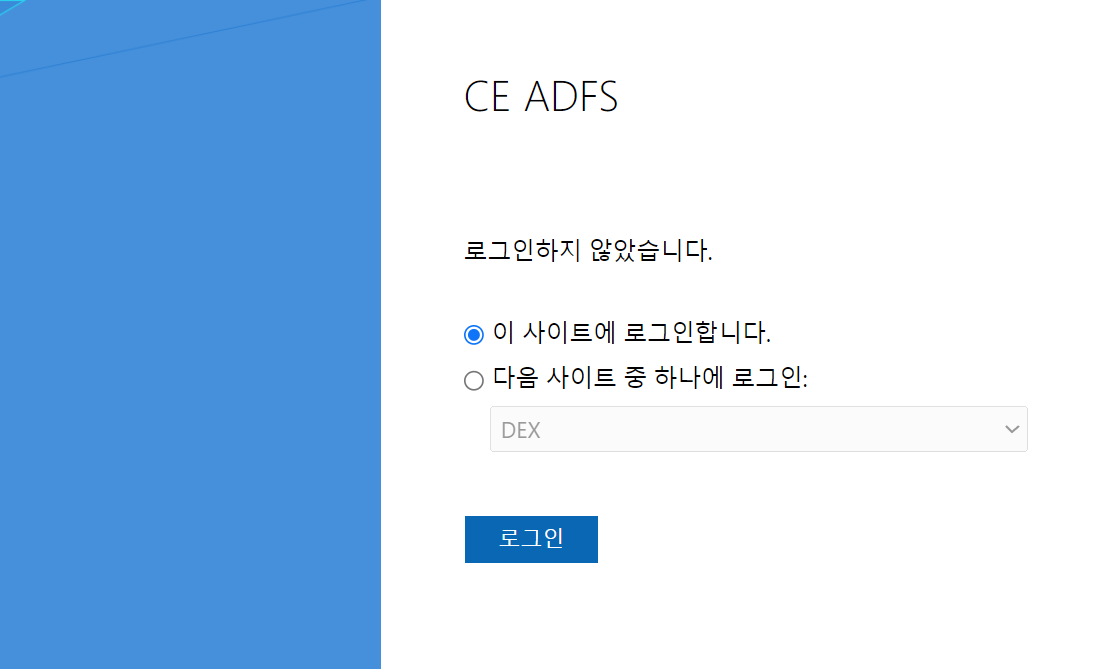 CE ADFS
로그인하지 않았습니다.
이 사이트에 로그인합니다.
다음 사이트 중 하나에 로그인:
DEX
로그인